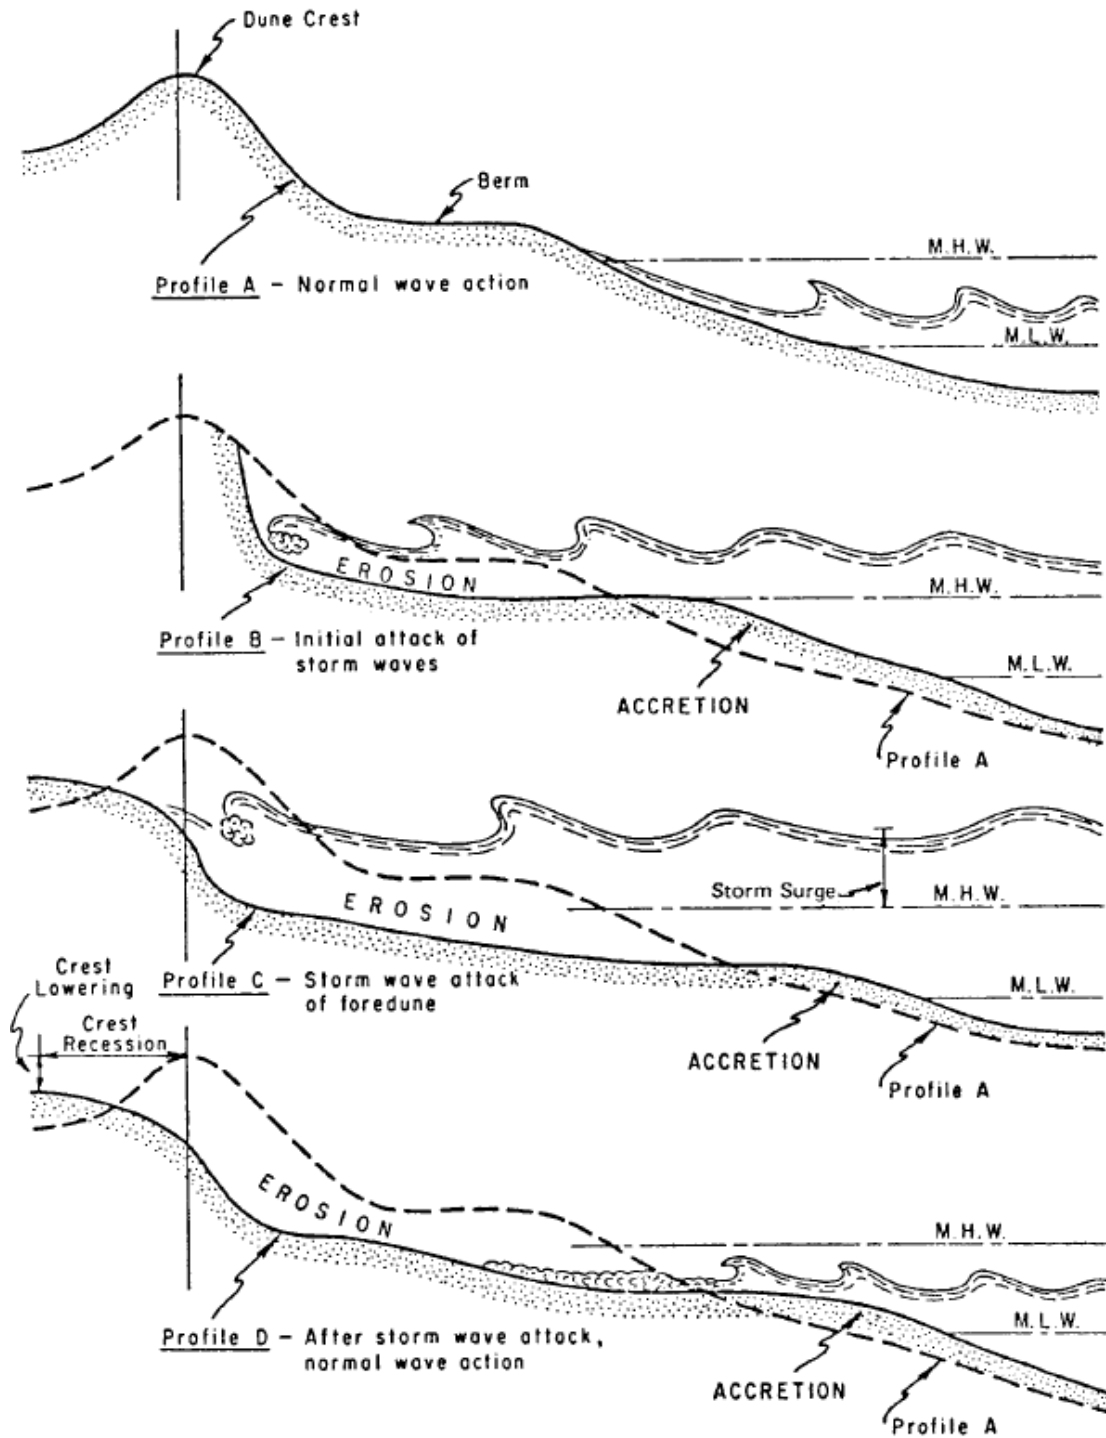 Dune Crest
Berm
M.H.W.
Profile A – Normal wave action
M.L.W.
EROSION
M.H.W.
Profile B – Initial attack of
storm waves
M.L.W.
ACCRETION
Profile A
Storm Surge
M.H.W.
EROSION
Crest
Lowering
Profile C – Storm wave attack
of foredune
M.L.W.
Crest
Recession
ACCRETION
Profile A
EROSION
M.H.W.
Profile D – After storm wave attack,
normal wave action
M.L.W.
ACCRETION
Profile A